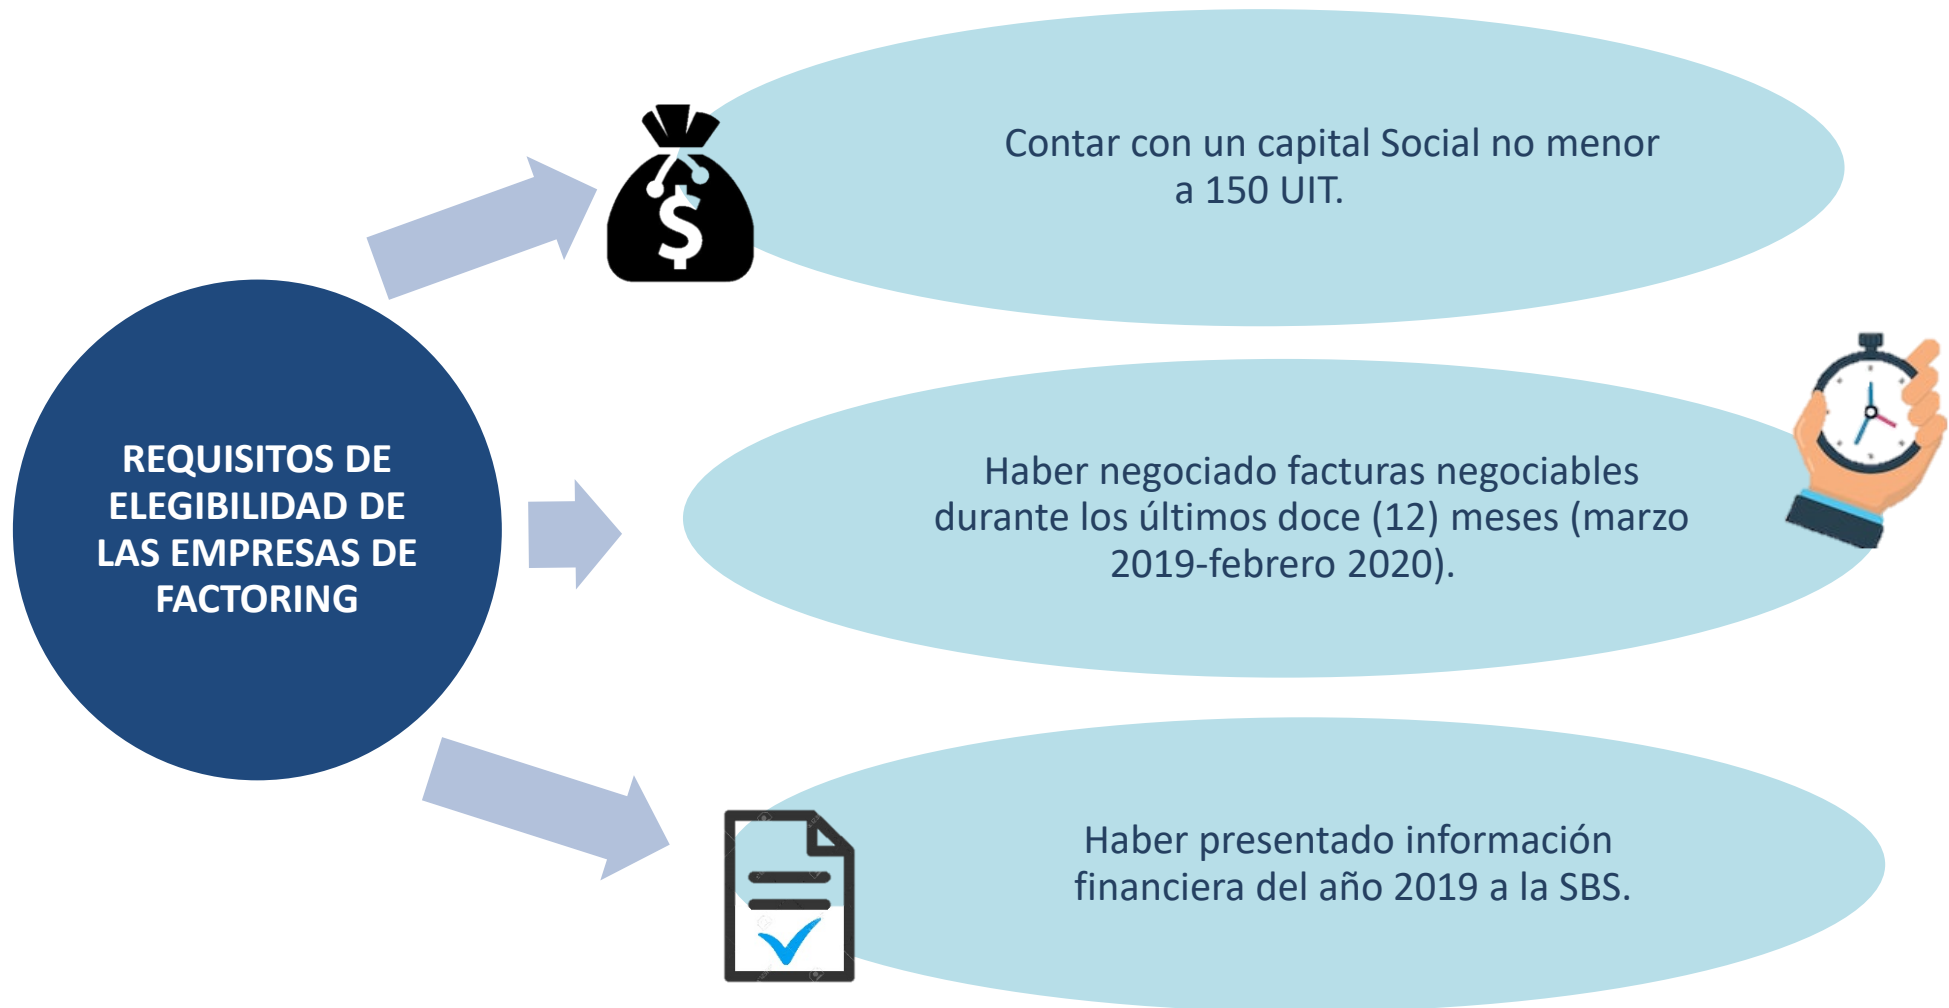 REQUISITOS DE
ELEGIBILIDAD DE
LAS EMPRESAS DE
FACTORING
Contar con un capital Social no menor
a 150 UIT.
$
Haber negociado facturas negociables
durante los últimos doce (12) meses (marzo
2019-febrero 2020).
Haber presentado información
financiera del año 2019 a la SBS.